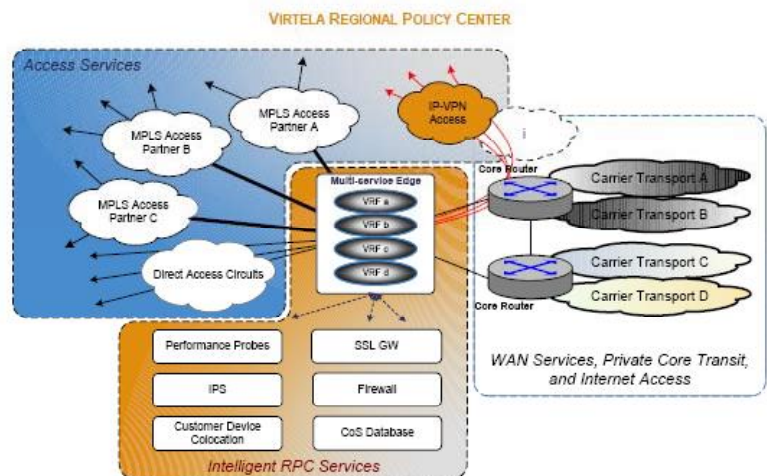 VIRTELA REGIONAL POLICY CENTER
Access Services
MPLS Access
Partner A
IP-VPN
Access
MPLS Access
Partner B
i
Multi-service Edge
Core Router
Carrier Transport A
VRF a
MPLS Access
Partner C
VRF b
Carrier Transport B
VRF c
Direct Access Circuits
VRF d
Carrier Transport C
Core Router
Carrier Transport D
Performance Probes
SSL GW
WAN Services, Private Core Transit,
and Internet Access
IPS
Firewall
Customer Device
Colocation
CoS Database
Intelligent RPC Services